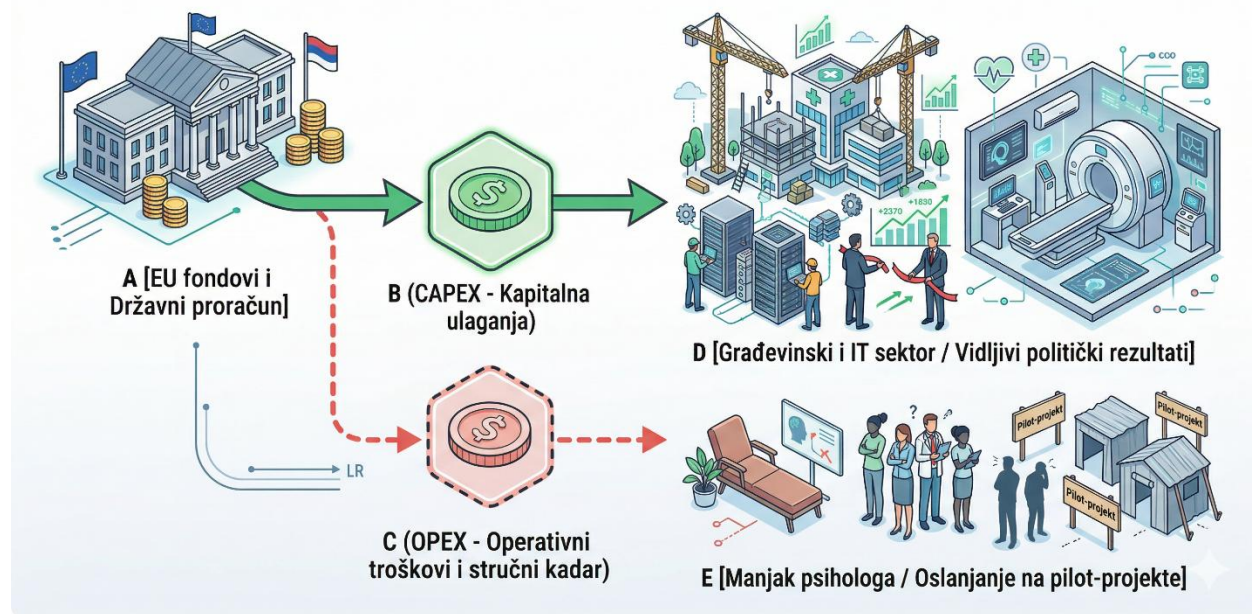 A [EU fondovi i
Državni proračun]
B (CAPEX - Kapitalna
ulaganja)
+2370
+1830
D [Građevinski i IT sektor / Vidljivi politički rezultati]
LR
C (OPEX - Operativni
troškovi i stručni kadar)
?
Pilot-projekt
Pilot-projekt
Pilot-projekt
E [Manjak psihologa / Oslanjanje na pilot-projekte]